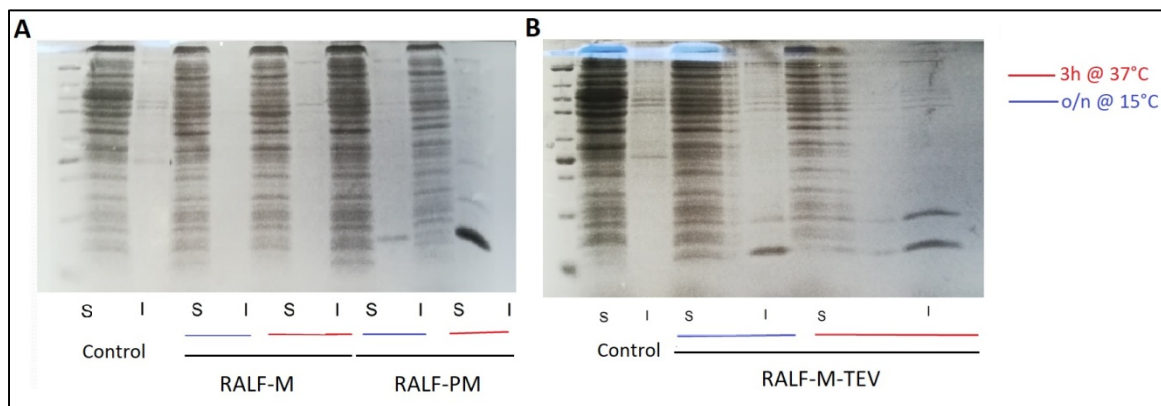 A
B
3h @ 37°C
o/n @ 15°C
S I S I S I S I S I
S I S I S I
Control
RALF-M
RALF-PM
Control
RALF-M-TEV